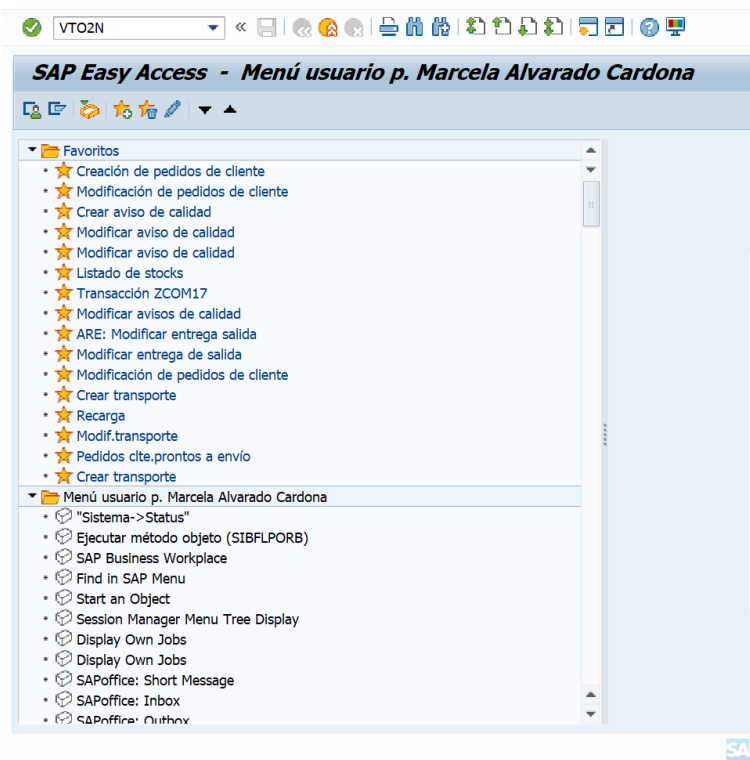 VTO2N
SAP Easy Access - Menú usuario p. Marcela Alvarado Cardona
Favoritos
Creación de pedidos de cliente
Modificación de pedidos de cliente
Crear aviso de calidad
Modificar aviso de calidad
Modificar aviso de calidad
Listado de stocks
Transacción ZCOM17
Modificar avisos de calidad
ARE: Modificar entrega salida
Modificar entrega de salida
Modificación de pedidos de cliente
Crear transporte
Recarga
Modif.transporte
Pedidos clte.prontos a envío
Crear transporte
Menú usuario p. Marcela Alvarado Cardona
"Sistema->Status"
Ejecutar método objeto (SIBFLPORB)
SAP Business Workplace
Find in SAP Menu
Start an Object
Session Manager Menu Tree Display
Display Own Jobs
Display Own Jobs
SAPoffice: Short Message
SAPoffice: Inbox
SAPoffice: Outbox
SA